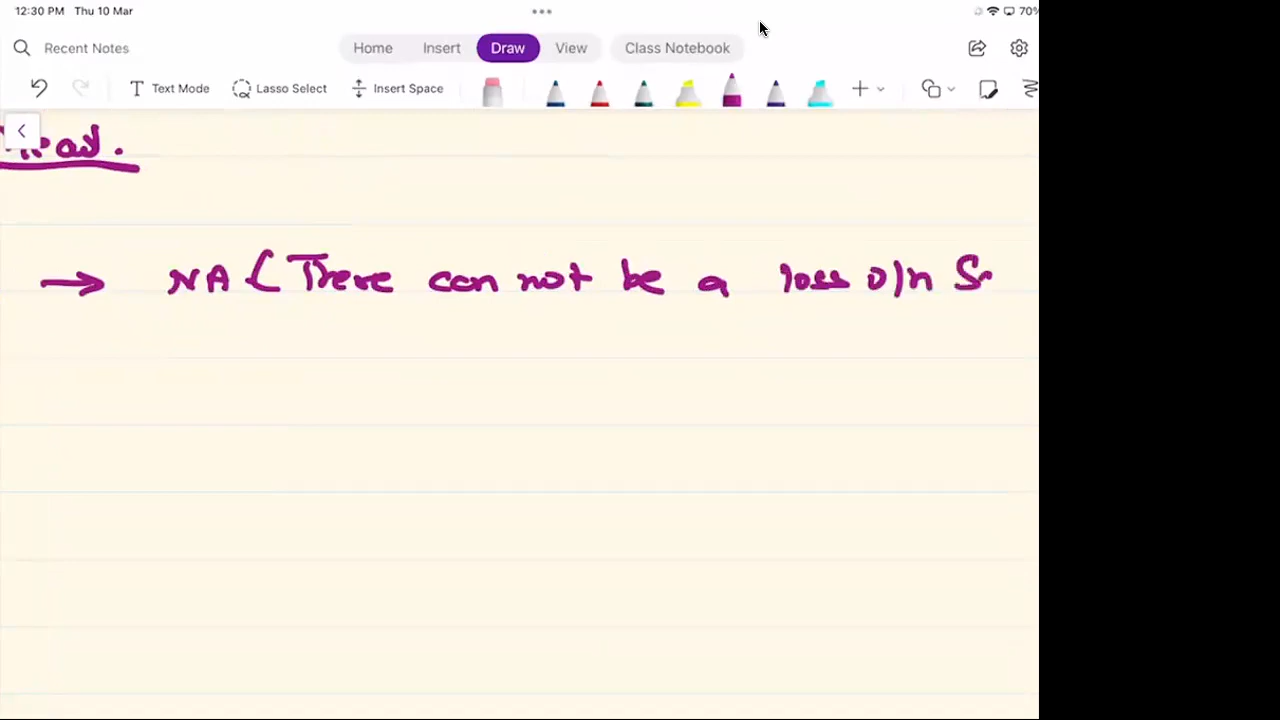 12:30 PM Thu 10 Mar
70%
Recent Notes
Home Insert Draw View Class Notebook
Text Mode Lasso Select Insert Space
→ NA (There can not be a loss